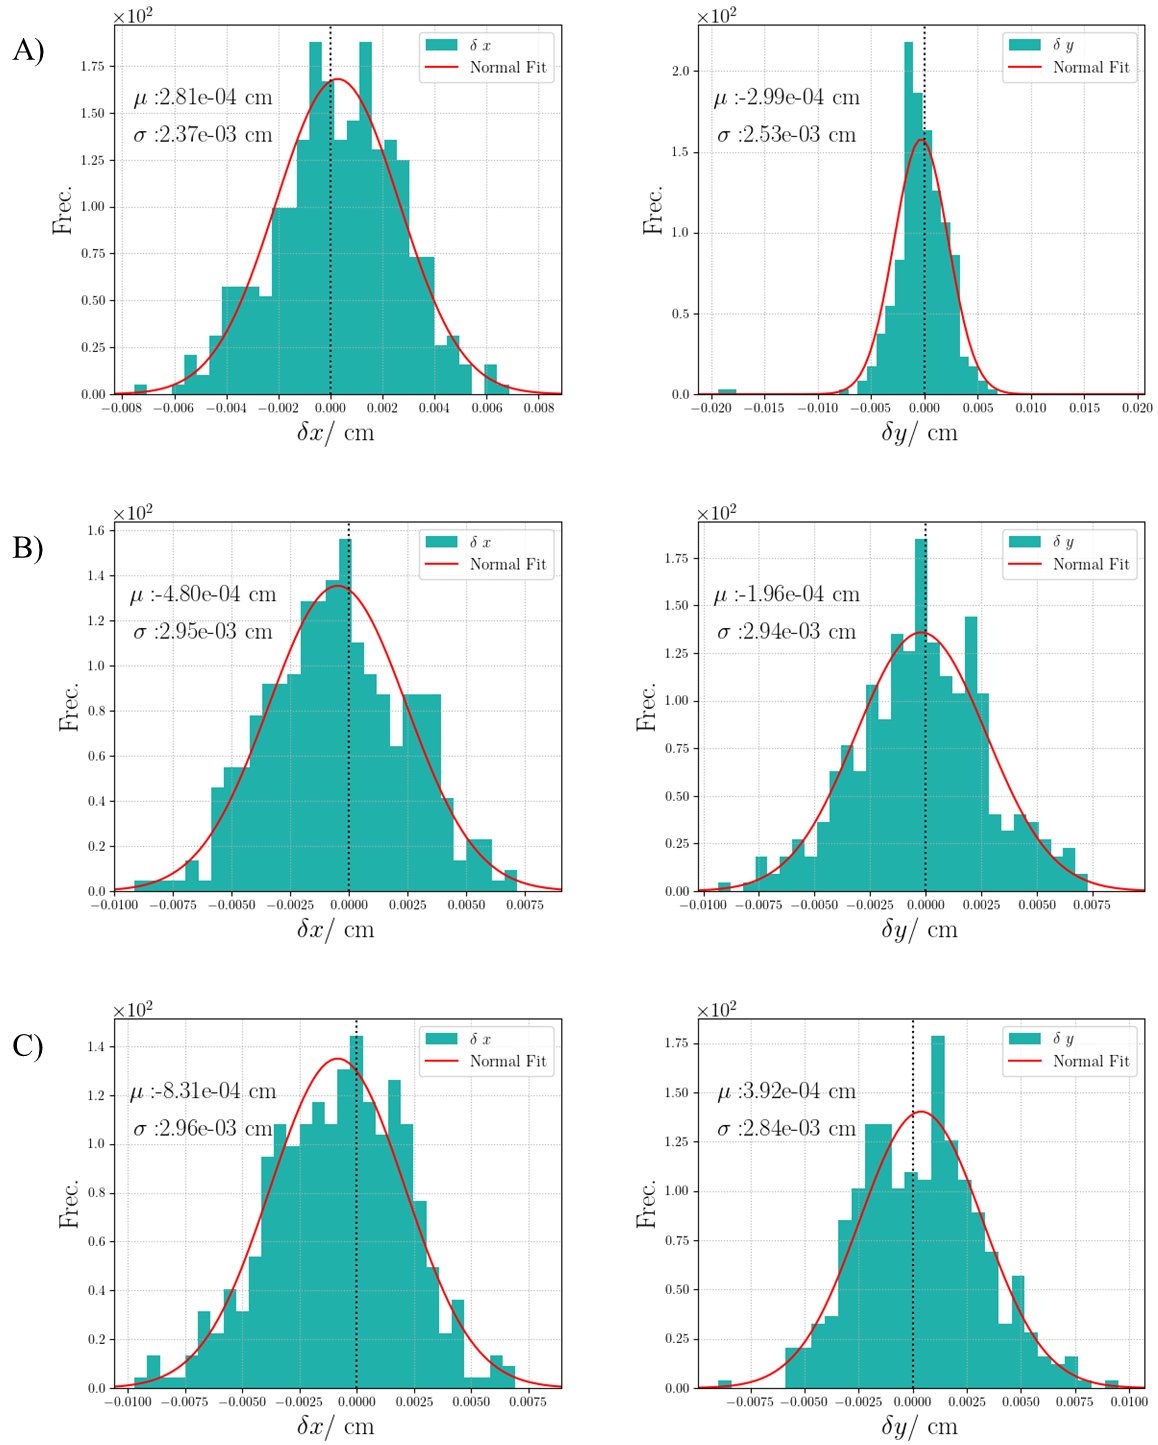 A)
×10²
δ x
Normal Fit
μ :2.81e-04 cm
σ :2.37e-03 cm
Frec.
1.75
1.50
1.25
1.00
0.75
0.50
0.25
0.00
−0.008 −0.006 −0.004 −0.002 0.000 0.002 0.004 0.006 0.008
δx/ cm
×10²
δ y
Normal Fit
μ :-2.99e-04 cm
σ :2.53e-03 cm
Frec.
2.0
1.5
1.0
0.5
0.0
−0.020 −0.015 −0.010 −0.005 0.000 0.005 0.010 0.015 0.020
δy/ cm
B)
×10²
δ x
Normal Fit
μ :-4.80e-04 cm
σ :2.95e-03 cm
Frec.
1.6
1.4
1.2
1.0
0.8
0.6
0.4
0.2
0.0
−0.0100 −0.0075 −0.0050 −0.0025 0.0000 0.0025 0.0050 0.0075
δx/ cm
×10²
δ y
Normal Fit
μ :-1.96e-04 cm
σ :2.94e-03 cm
Frec.
1.75
1.50
1.25
1.00
0.75
0.50
0.25
0.00
−0.0100 −0.0075 −0.0050 −0.0025 0.0000 0.0025 0.0050 0.0075
δy/ cm
C)
×10²
δ x
Normal Fit
μ :-8.31e-04 cm
σ :2.96e-03 cm
Frec.
1.4
1.2
1.0
0.8
0.6
0.4
0.2
0.0
−0.0100 −0.0075 −0.0050 −0.0025 0.0000 0.0025 0.0050 0.0075
δx/ cm
×10²
δ y
Normal Fit
μ :3.92e-04 cm
σ :2.84e-03 cm
Frec.
1.75
1.50
1.25
1.00
0.75
0.50
0.25
0.00
−0.0075 −0.0050 −0.0025 0.0000 0.0025 0.0050 0.0075 0.0100
δy/ cm